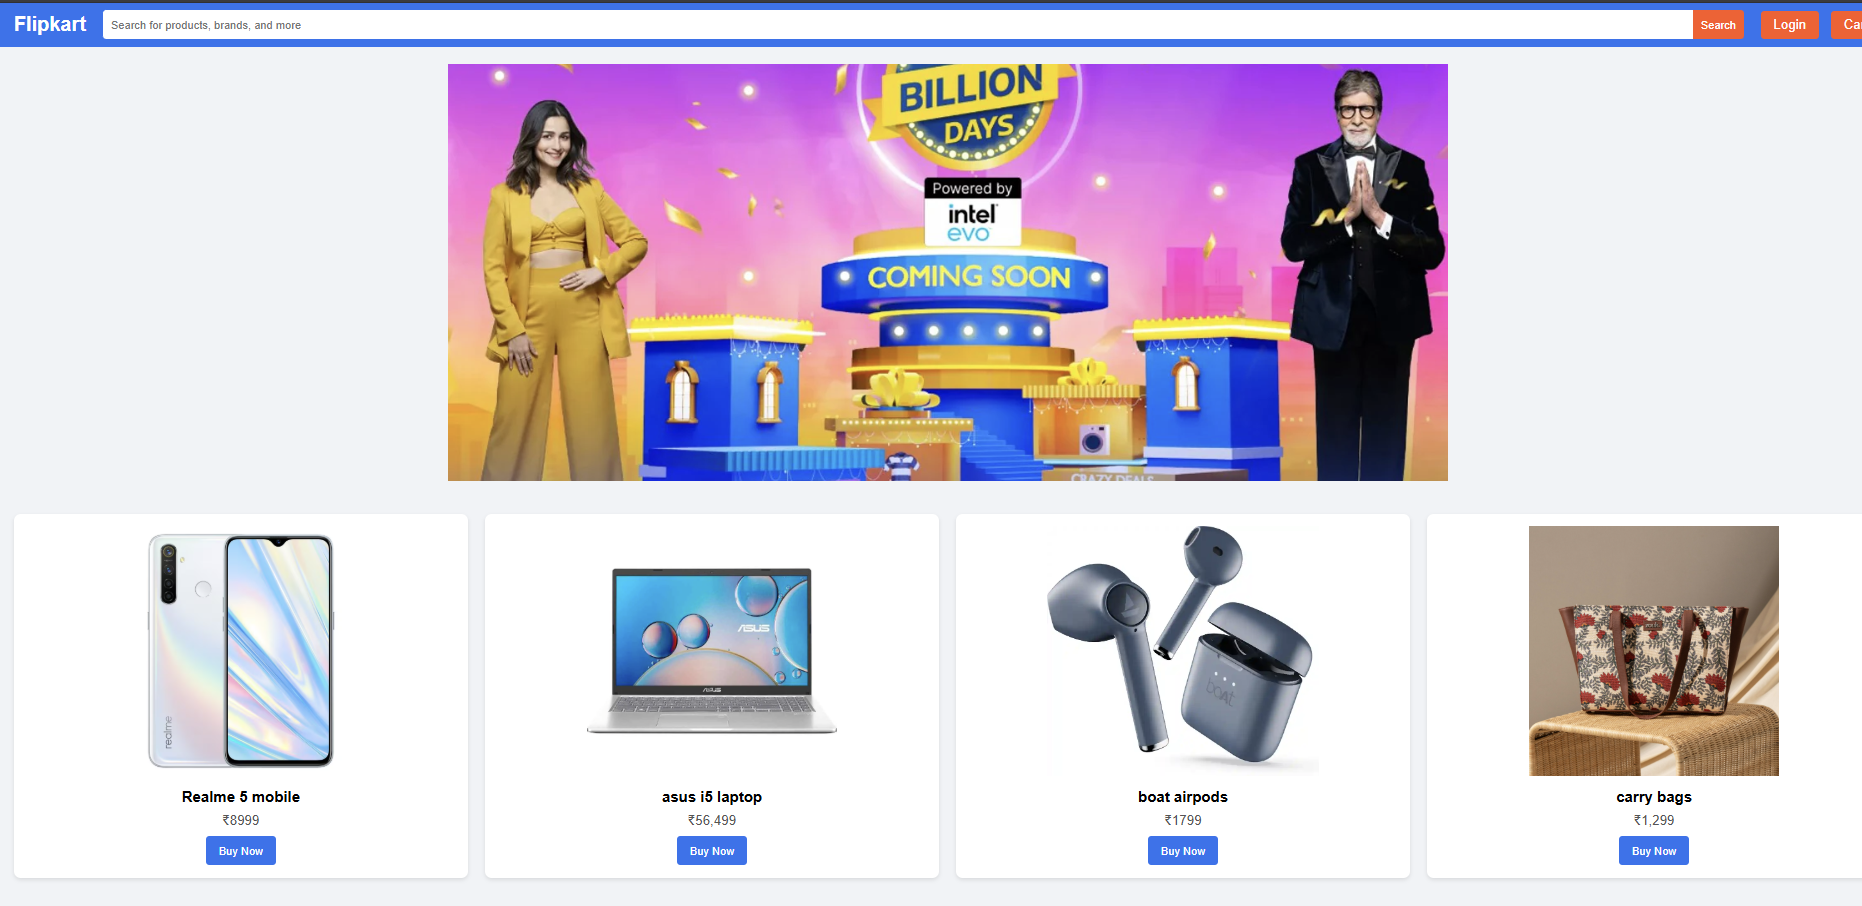 Flipkart
Search for products, brands, and more
Search
Login
BILLION
DAYS
Powered by
intel
evo
COMING SOON
CRAZY DEALS
realme
ASUS
ASUS
boAt
Realme 5 mobile
asus i5 laptop
boat airpods
carry bags
₹8999
₹56,499
₹1799
₹1,299
Buy Now
Buy Now
Buy Now
Buy Now